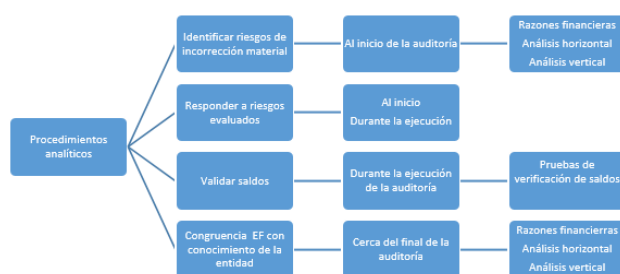 Procedimientos
analíticos
Identificar riesgos de
incorrección material
Al inicio de la auditoría
Razones financieras
Análisis horizontal
Análisis vertical
Responder a riesgos
evaluados
Al inicio
Durante la ejecución
Validar saldos
Durante la ejecución
de la auditoría
Pruebas de
verificación de saldos
Congruencia EF con
conocimiento de la
entidad
Cerca del final de la
auditoría
Razones financierras
Análisis horizontal
Análisis vertical